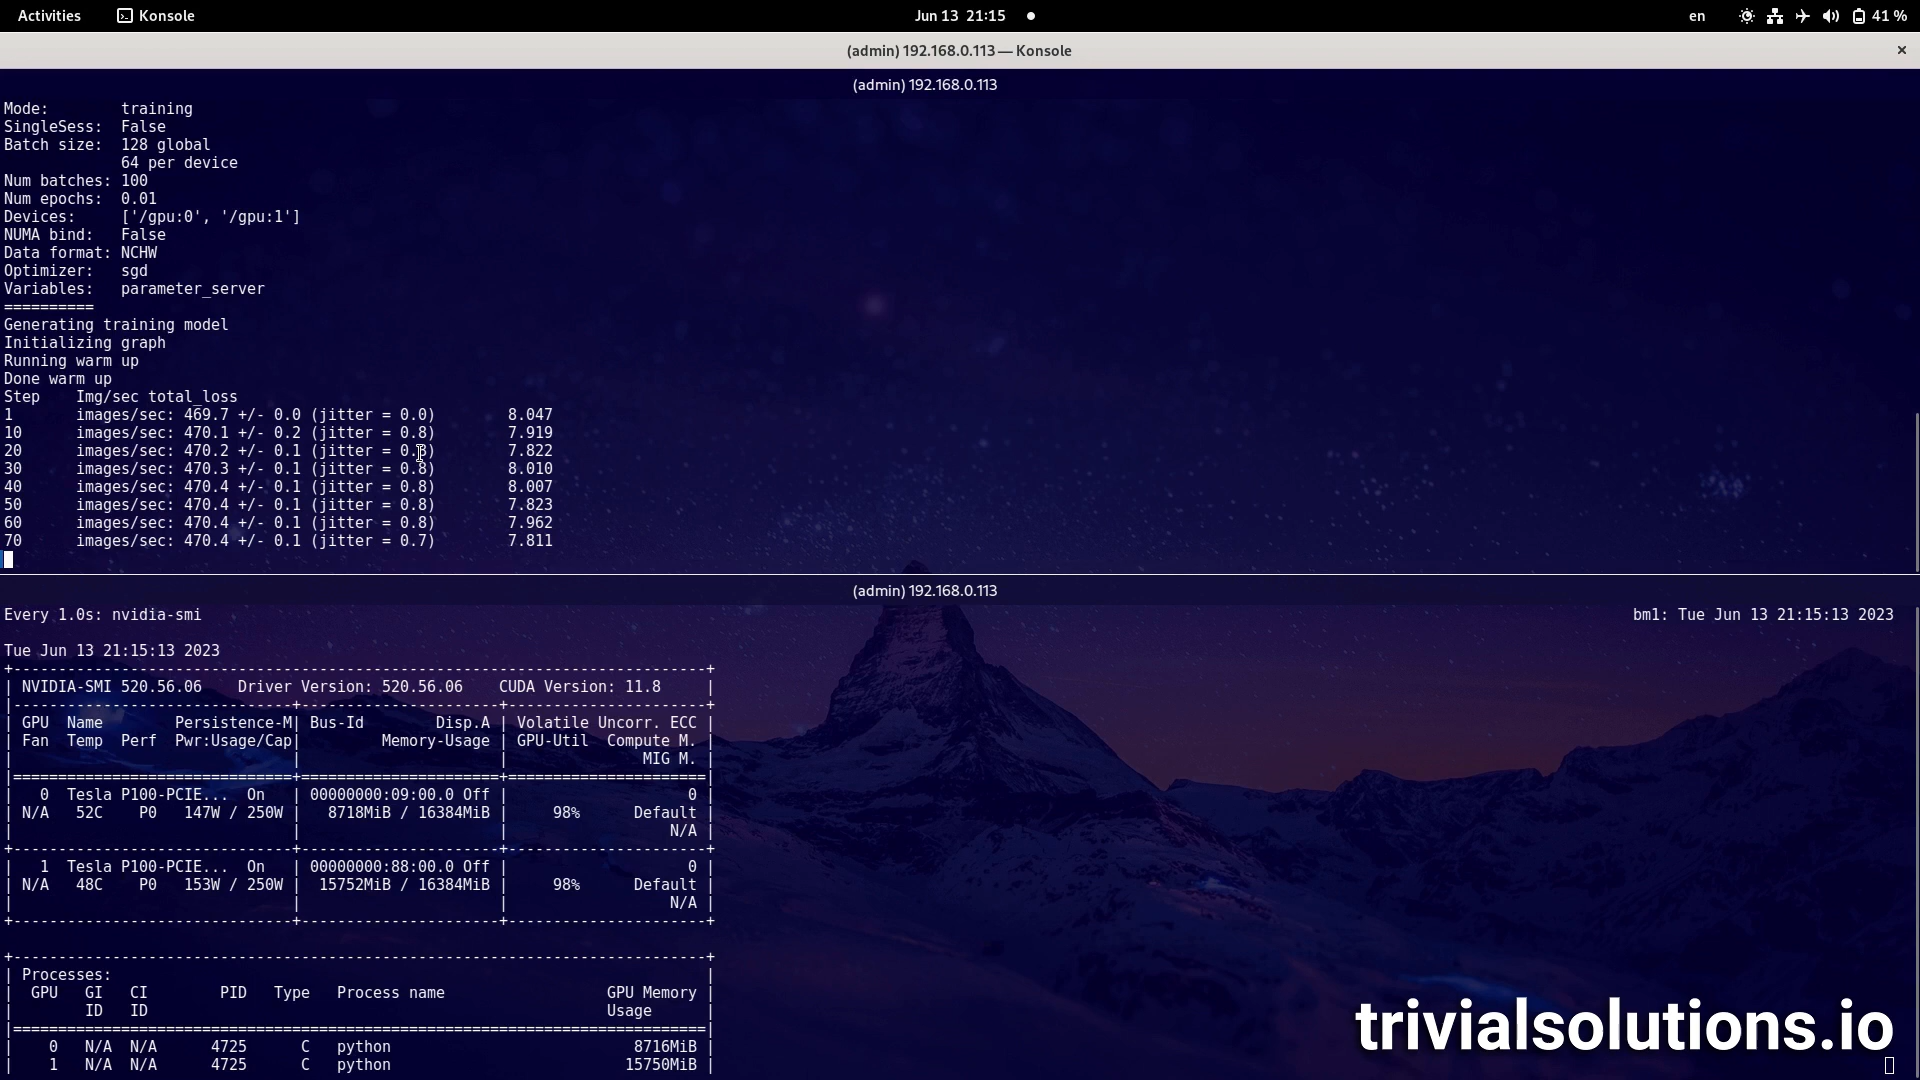 Activities Konsole Jun 13 21:15 en 41 %
(admin) 192.168.0.113 — Konsole ×
(admin) 192.168.0.113
Mode:        training
SingleSess:  False
Batch size:  128 global
             64 per device
Num batches: 100
Num epochs:  0.01
Devices:     ['/gpu:0', '/gpu:1']
NUMA bind:   False
Data format: NCHW
Optimizer:   sgd
Variables:   parameter_server
==========
Generating training model
Initializing graph
Running warm up
Done warm up
Step    Img/sec total_loss
1       images/sec: 469.7 +/- 0.0 (jitter = 0.0)        8.047
10      images/sec: 470.1 +/- 0.2 (jitter = 0.8)        7.919
20      images/sec: 470.2 +/- 0.1 (jitter = 0.8)        7.822
30      images/sec: 470.3 +/- 0.1 (jitter = 0.8)        8.010
40      images/sec: 470.4 +/- 0.1 (jitter = 0.8)        8.007
50      images/sec: 470.4 +/- 0.1 (jitter = 0.8)        7.823
60      images/sec: 470.4 +/- 0.1 (jitter = 0.8)        7.962
70      images/sec: 470.4 +/- 0.1 (jitter = 0.7)        7.811
(admin) 192.168.0.113
Every 1.0s: nvidia-smi bm1: Tue Jun 13 21:15:13 2023
Tue Jun 13 21:15:13 2023
+-----------------------------------------------------------------------------+
| NVIDIA-SMI 520.56.06    Driver Version: 520.56.06    CUDA Version: 11.8     |
|-------------------------------+----------------------+----------------------+
| GPU  Name        Persistence-M| Bus-Id        Disp.A | Volatile Uncorr. ECC |
| Fan  Temp  Perf  Pwr:Usage/Cap|         Memory-Usage | GPU-Util  Compute M. |
|                               |                      |               MIG M. |
|===============================+======================+======================|
|   0  Tesla P100-PCIE...  On   | 00000000:09:00.0 Off |                    0 |
| N/A   52C    P0   147W / 250W |   8718MiB / 16384MiB |     98%      Default |
|                               |                      |                  N/A |
+-------------------------------+----------------------+----------------------+
|   1  Tesla P100-PCIE...  On   | 00000000:88:00.0 Off |                    0 |
| N/A   48C    P0   153W / 250W |  15752MiB / 16384MiB |     98%      Default |
|                               |                      |                  N/A |
+-------------------------------+----------------------+----------------------+
+-----------------------------------------------------------------------------+
| Processes:                                                                  |
|  GPU   GI   CI        PID   Type   Process name                  GPU Memory |
|        ID   ID                                                   Usage      |
|=============================================================================|
|    0   N/A  N/A      4725      C   python                           8716MiB |
|    1   N/A  N/A      4725      C   python                          15750MiB |
trivialsolutions.io